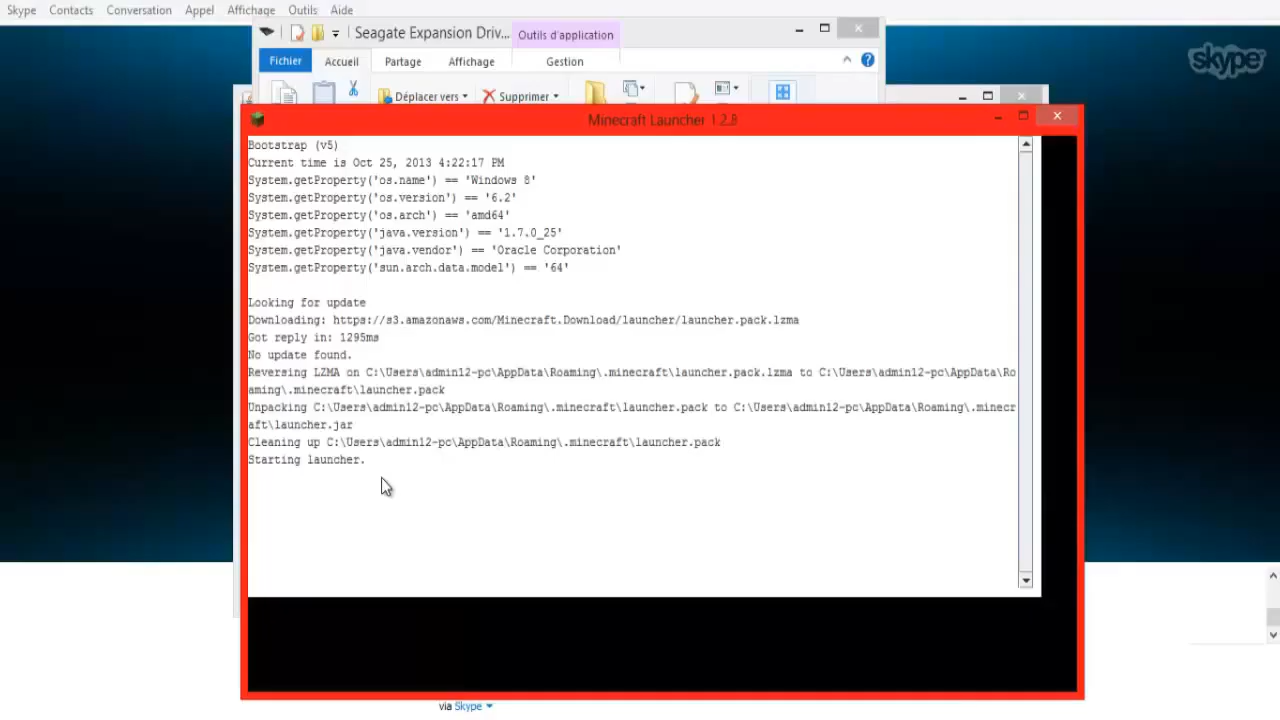 Skype Contacts Conversation Appel Affichage Outils Aide
Seagate Expansion Driv... Outils d'application
skype
Fichier Accueil Partage Affichage Gestion
Déplacer vers Supprimer
Minecraft Launcher 1.2.8
Bootstrap (v5)
Current time is Oct 25, 2013 4:22:17 PM
System.getProperty('os.name') == 'Windows 8'
System.getProperty('os.version') == '6.2'
System.getProperty('os.arch') == 'amd64'
System.getProperty('java.version') == '1.7.0_25'
System.getProperty('java.vendor') == 'Oracle Corporation'
System.getProperty('sun.arch.data.model') == '64'
Looking for update
Downloading: https://s3.amazonaws.com/Minecraft.Download/launcher/launcher.pack.lzma
Got reply in: 1295ms
No update found.
Reversing LZMA on C:\Users\admin12-pc\AppData\Roaming\.minecraft\launcher.pack.lzma to C:\Users\admin12-pc\AppData\Ro
aming\.minecraft\launcher.pack
Unpacking C:\Users\admin12-pc\AppData\Roaming\.minecraft\launcher.pack to C:\Users\admin12-pc\AppData\Roaming\.minecr
aft\launcher.jar
Cleaning up C:\Users\admin12-pc\AppData\Roaming\.minecraft\launcher.pack
Starting launcher.
via Skype